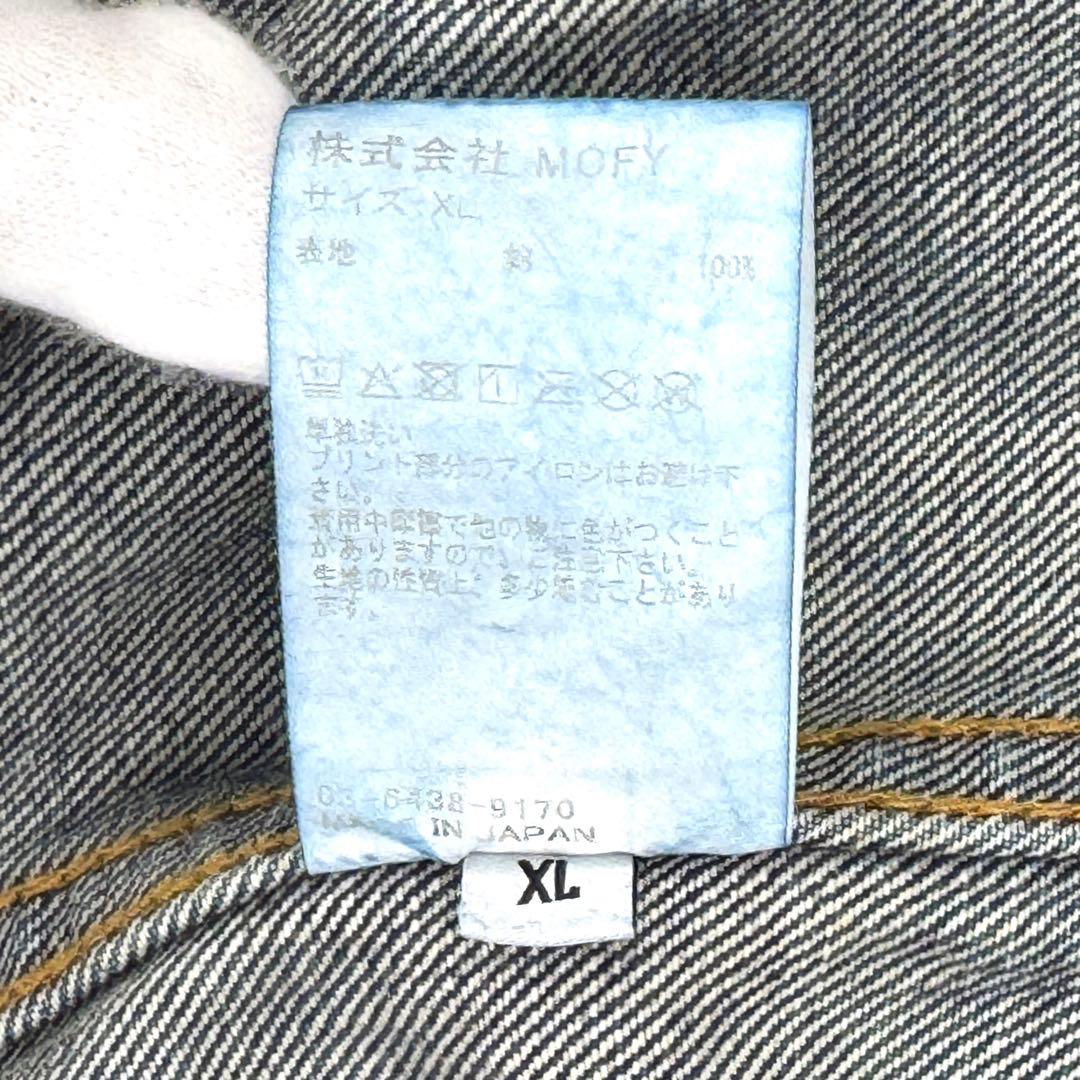 株式会社 MOFY
サイズ XL
表地 綿 100%
単独洗い
プリント部分のアイロンはお避け下
さい。
着用中摩擦で他の物に色がつくこと
がありますので、ご注意下さい。
生地の性質上、多少縮むことがあり
ます。
03-6438-9170
MADE IN JAPAN
XL